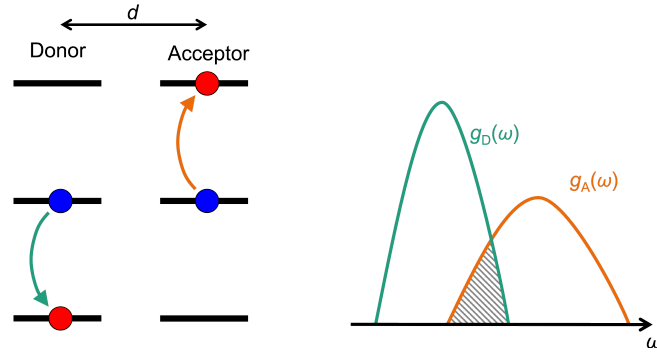 d
Donor
Acceptor
g_D(ω)
g_A(ω)
ω